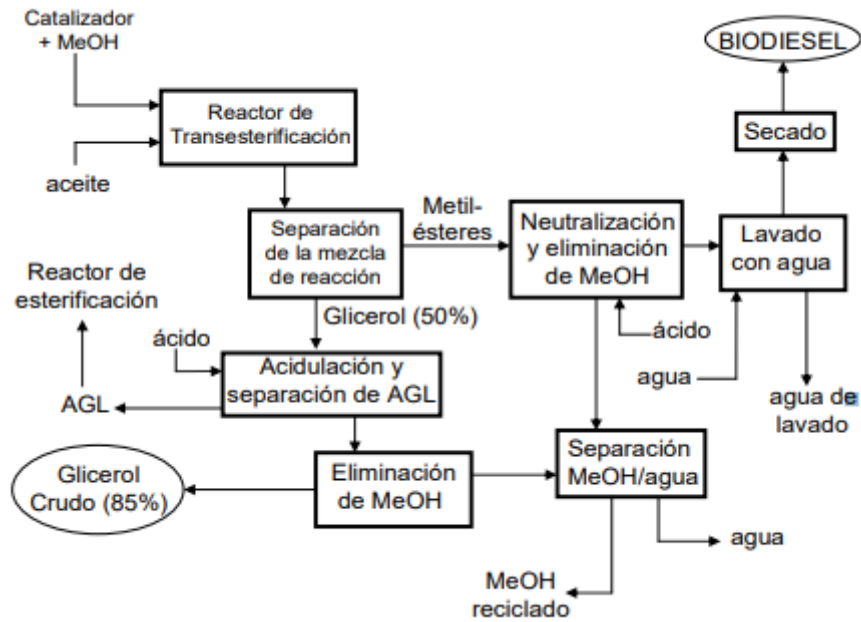 Catalizador
+ MeOH
BIODIESEL
Reactor de
Transesterificación
Secado
aceite
Metil-
ésteres
Separación
de la mezcla
de reacción
Neutralización
y eliminación
de MeOH
Lavado
con agua
Reactor de
esterificación
Glicerol (50%)
ácido
ácido
agua
Acidulación y
separación de AGL
AGL
agua de
lavado
Separación
MeOH/agua
Glicerol
Crudo (85%)
Eliminación
de MeOH
agua
MeOH
reciclado